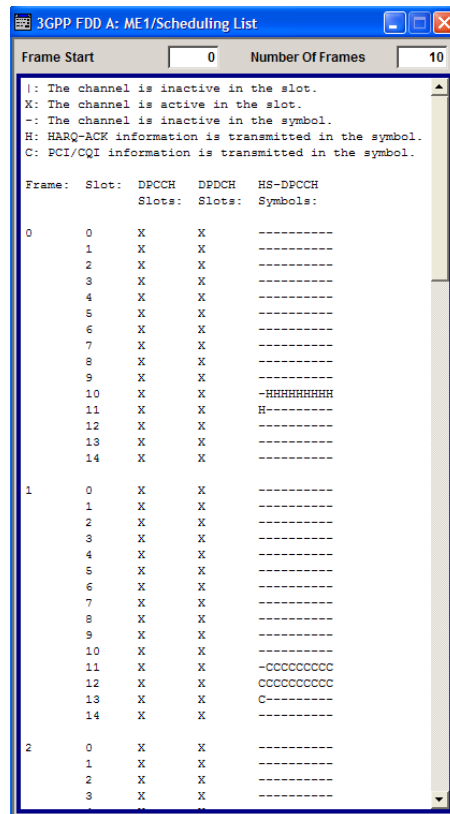 3GPP FDD A: ME1/Scheduling List
Frame Start 0 Number Of Frames 10
|: The channel is inactive in the slot.
X: The channel is active in the slot.
-: The channel is inactive in the symbol.
H: HARQ-ACK information is transmitted in the symbol.
C: PCI/CQI information is transmitted in the symbol.
Frame: Slot: DPCCH DPDCH HS-DPCCH
Slots: Slots: Symbols:
0 0 X X ----------
1 X X ----------
2 X X ----------
3 X X ----------
4 X X ----------
5 X X ----------
6 X X ----------
7 X X ----------
8 X X ----------
9 X X ----------
10 X X -HHHHHHHHH
11 X X H---------
12 X X ----------
13 X X ----------
14 X X ----------
1 0 X X ----------
1 X X ----------
2 X X ----------
3 X X ----------
4 X X ----------
5 X X ----------
6 X X ----------
7 X X ----------
8 X X ----------
9 X X ----------
10 X X ----------
11 X X -CCCCCCCCC
12 X X CCCCCCCCCC
13 X X C---------
14 X X ----------
2 0 X X ----------
1 X X ----------
2 X X ----------
3 X X ----------